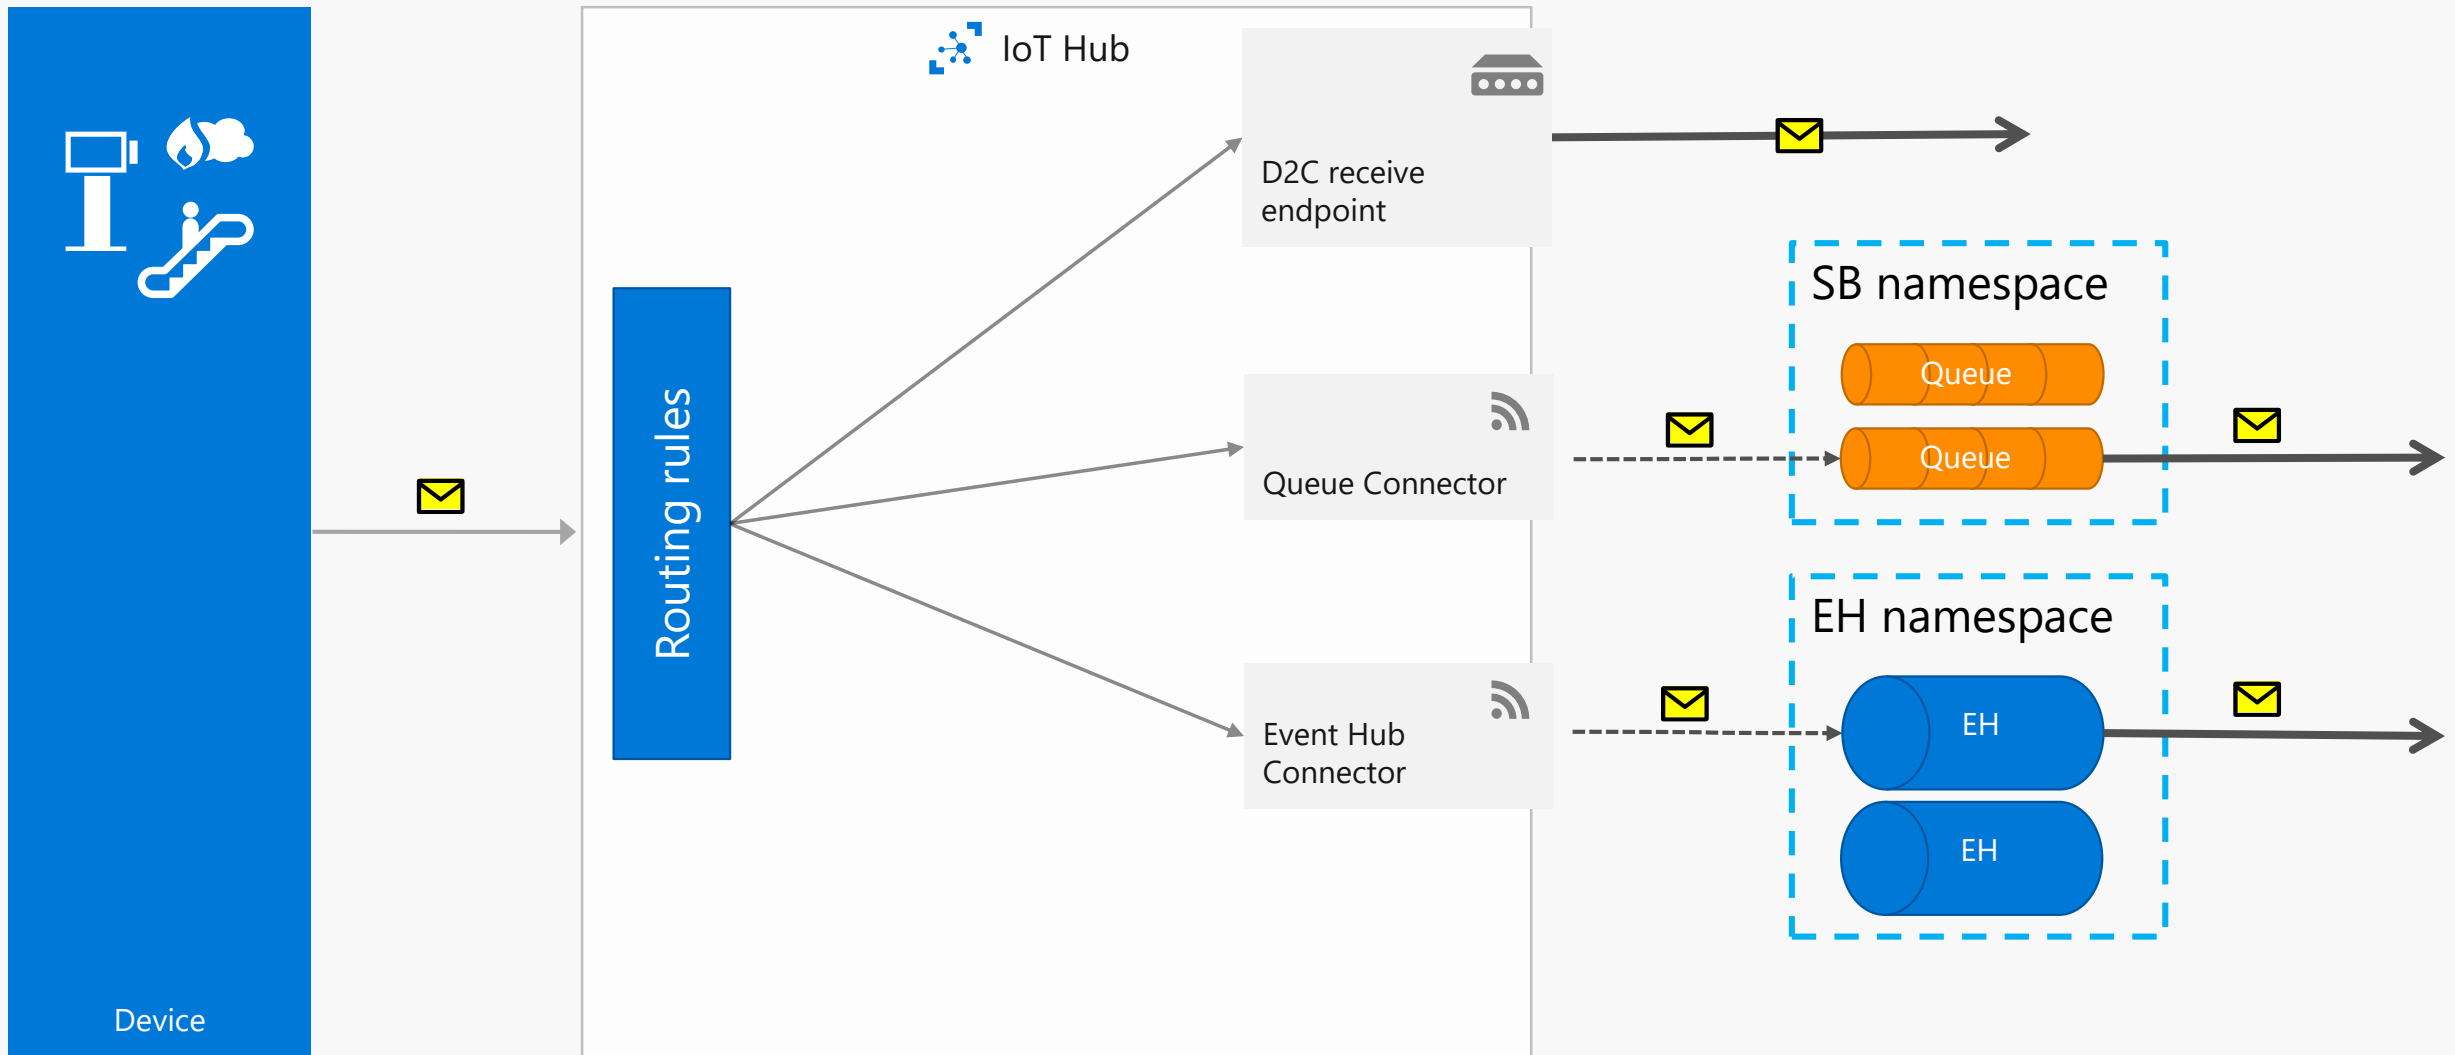 IoT Hub
D2C receive
endpoint
SB namespace
Queue
Queue
Routing rules
Queue Connector
EH namespace
Event Hub
Connector
EH
EH
Device